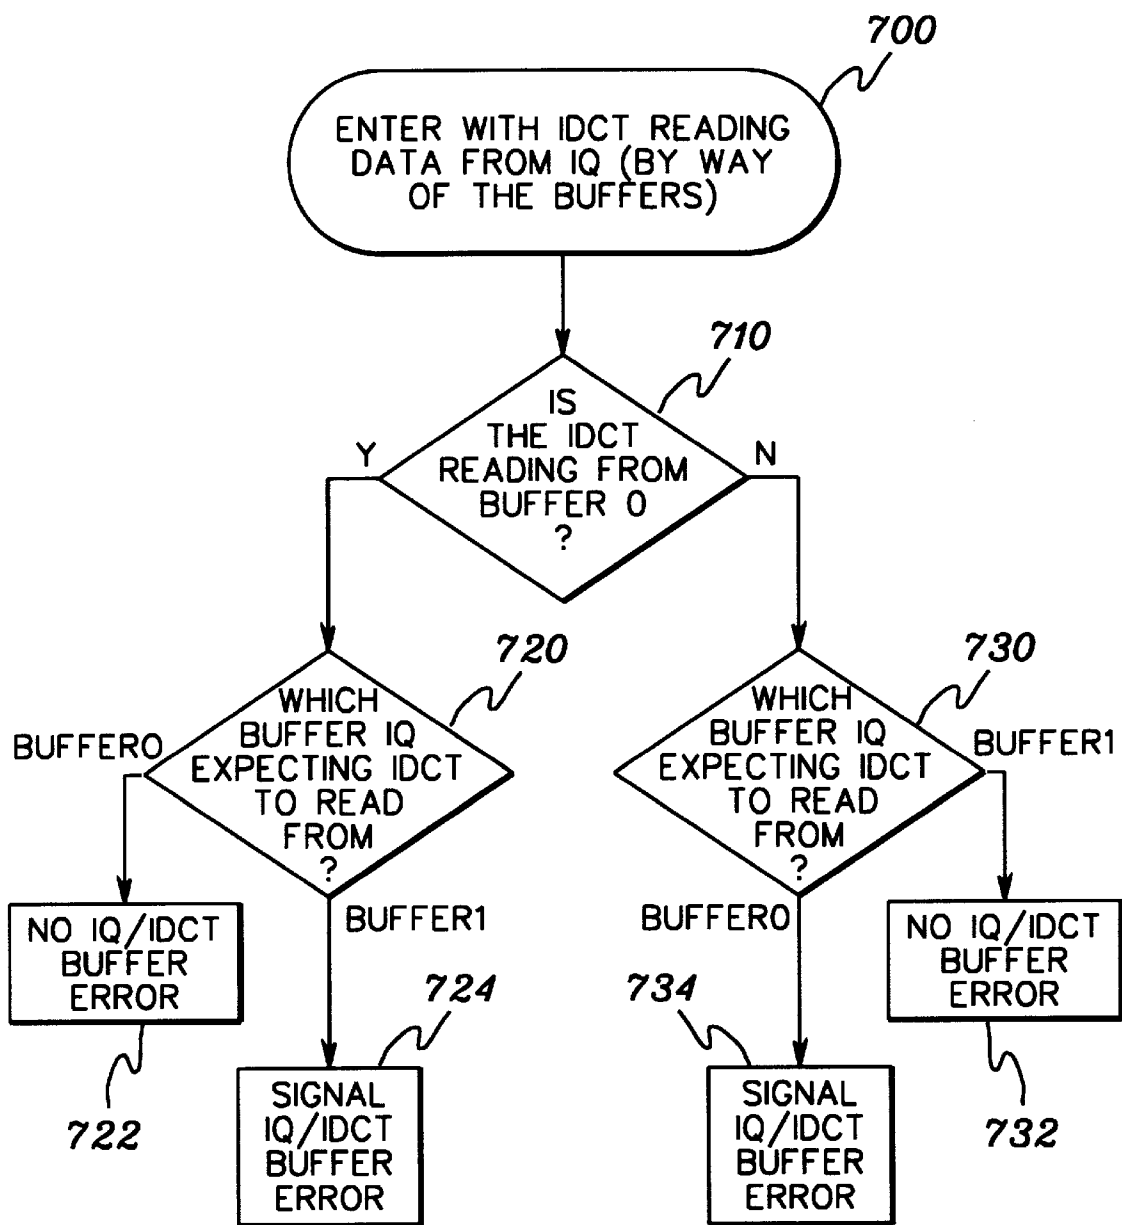 700
ENTER WITH IDCT READING
DATA FROM IQ (BY WAY
OF THE BUFFERS)
710
IS
THE IDCT
READING FROM
BUFFER 0
?
Y
N
720
WHICH
BUFFER IQ
EXPECTING IDCT
TO READ
FROM
?
BUFFER0
BUFFER1
730
WHICH
BUFFER IQ
EXPECTING IDCT
TO READ
FROM
?
BUFFER1
BUFFER0
NO IQ/IDCT
BUFFER
ERROR
722
724
SIGNAL
IQ/IDCT
BUFFER
ERROR
734
SIGNAL
IQ/IDCT
BUFFER
ERROR
NO IQ/IDCT
BUFFER
ERROR
732